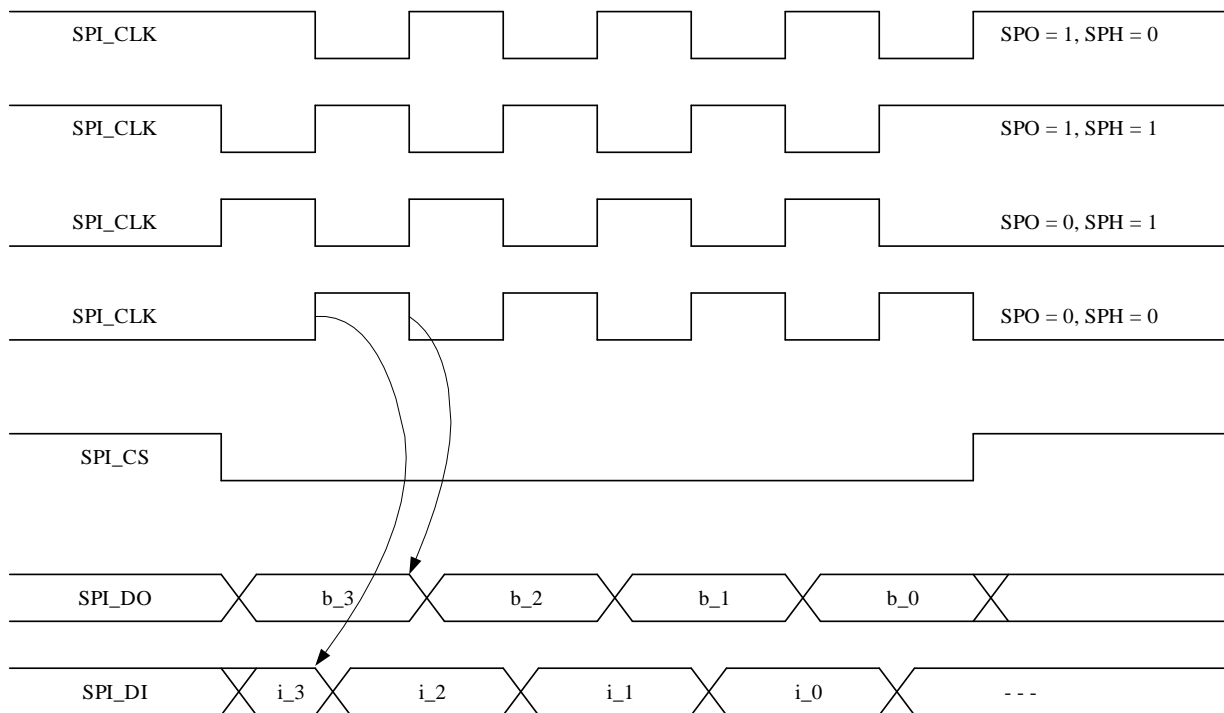 SPI_CLK SPO = 1, SPH = 0
SPI_CLK SPO = 1, SPH = 1
SPI_CLK SPO = 0, SPH = 1
SPI_CLK SPO = 0, SPH = 0
SPI_CS
SPI_DO b_3 b_2 b_1 b_0
SPI_DI i_3 i_2 i_1 i_0 - - -